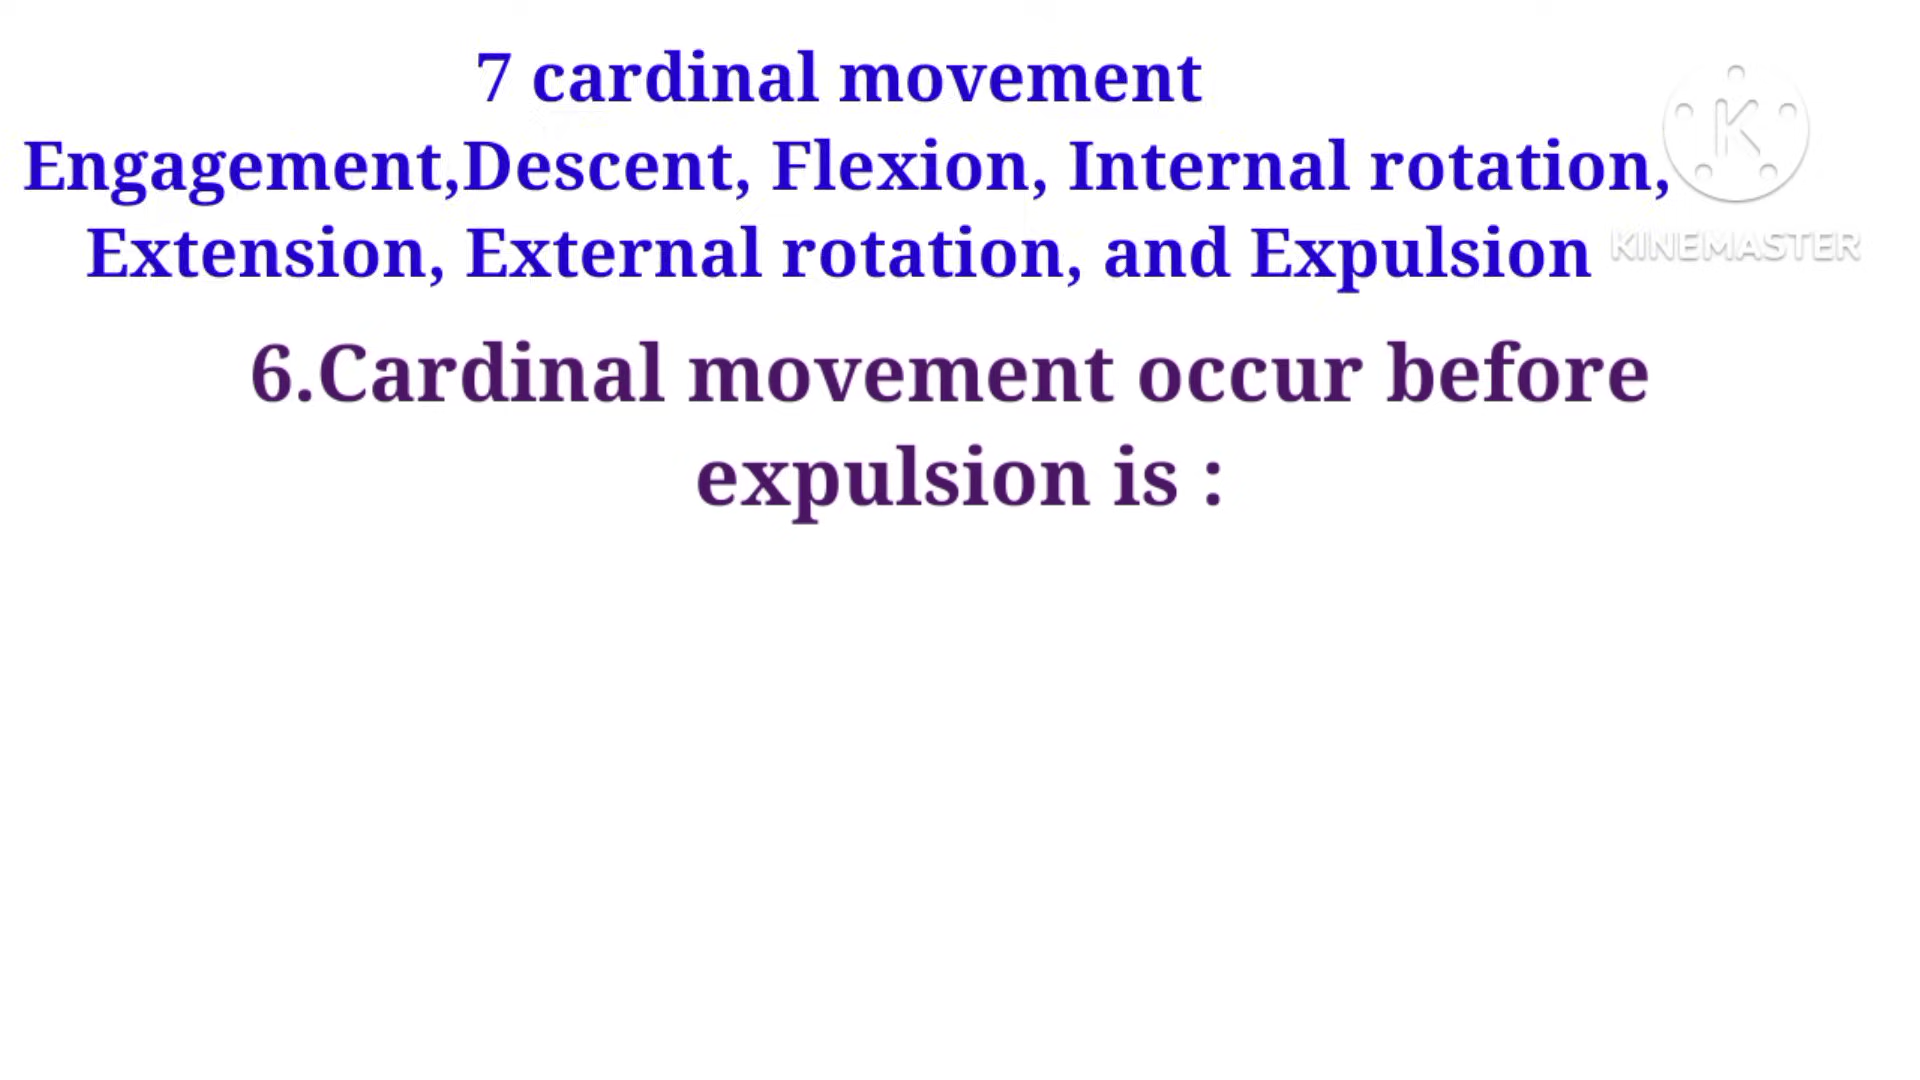 7 cardinal movement
Engagement,Descent, Flexion, Internal rotation,
Extension, External rotation, and Expulsion
K
KINEMASTER
6.Cardinal movement occur before
expulsion is :